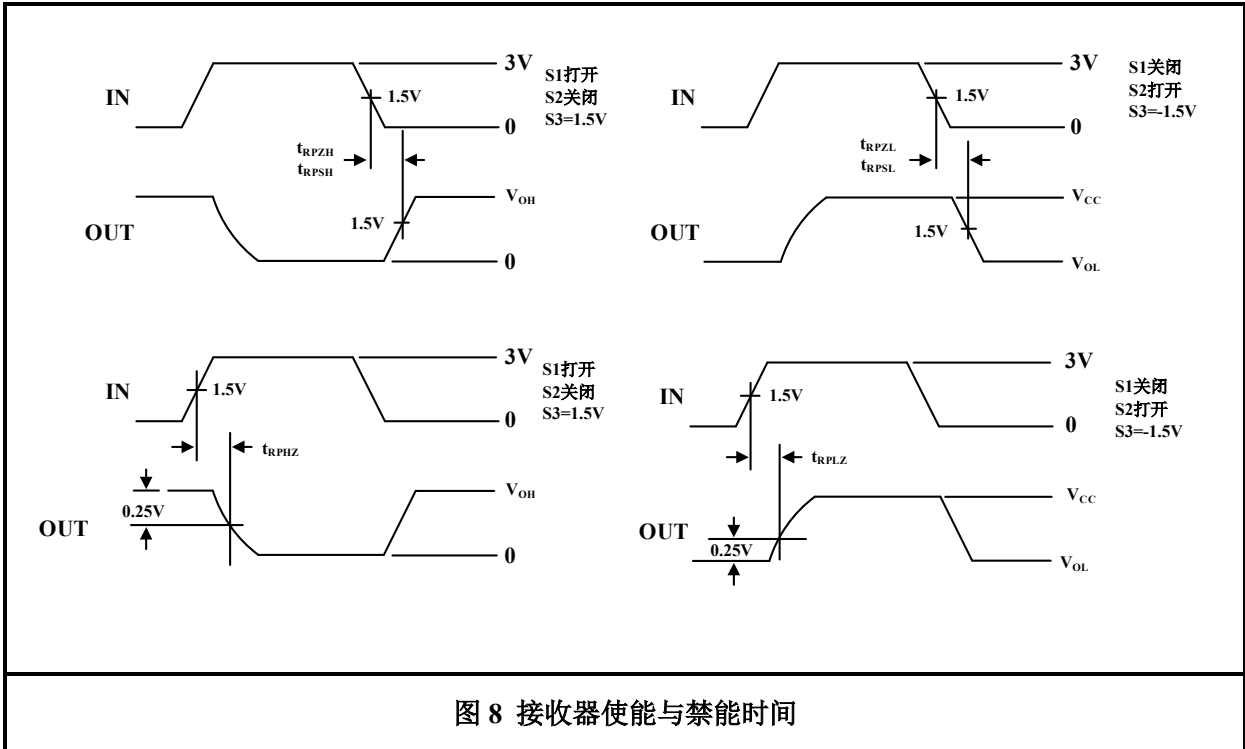 3V
S1打开
IN
1.5V
S2关闭
S3=1.5V
0
tRPZH
tRPSH
VOH
1.5V
OUT
0
3V
S1关闭
IN
1.5V
S2打开
S3=-1.5V
0
tRPZL
tRPSL
VCC
OUT
1.5V
VOL
3V
S1打开
IN
1.5V
S2关闭
S3=1.5V
0
tRPHZ
VOH
0.25V
OUT
0
3V
S1关闭
IN
1.5V
S2打开
0
S3=-1.5V
tRPLZ
VCC
OUT
0.25V
VOL
图 8 接收器使能与禁能时间